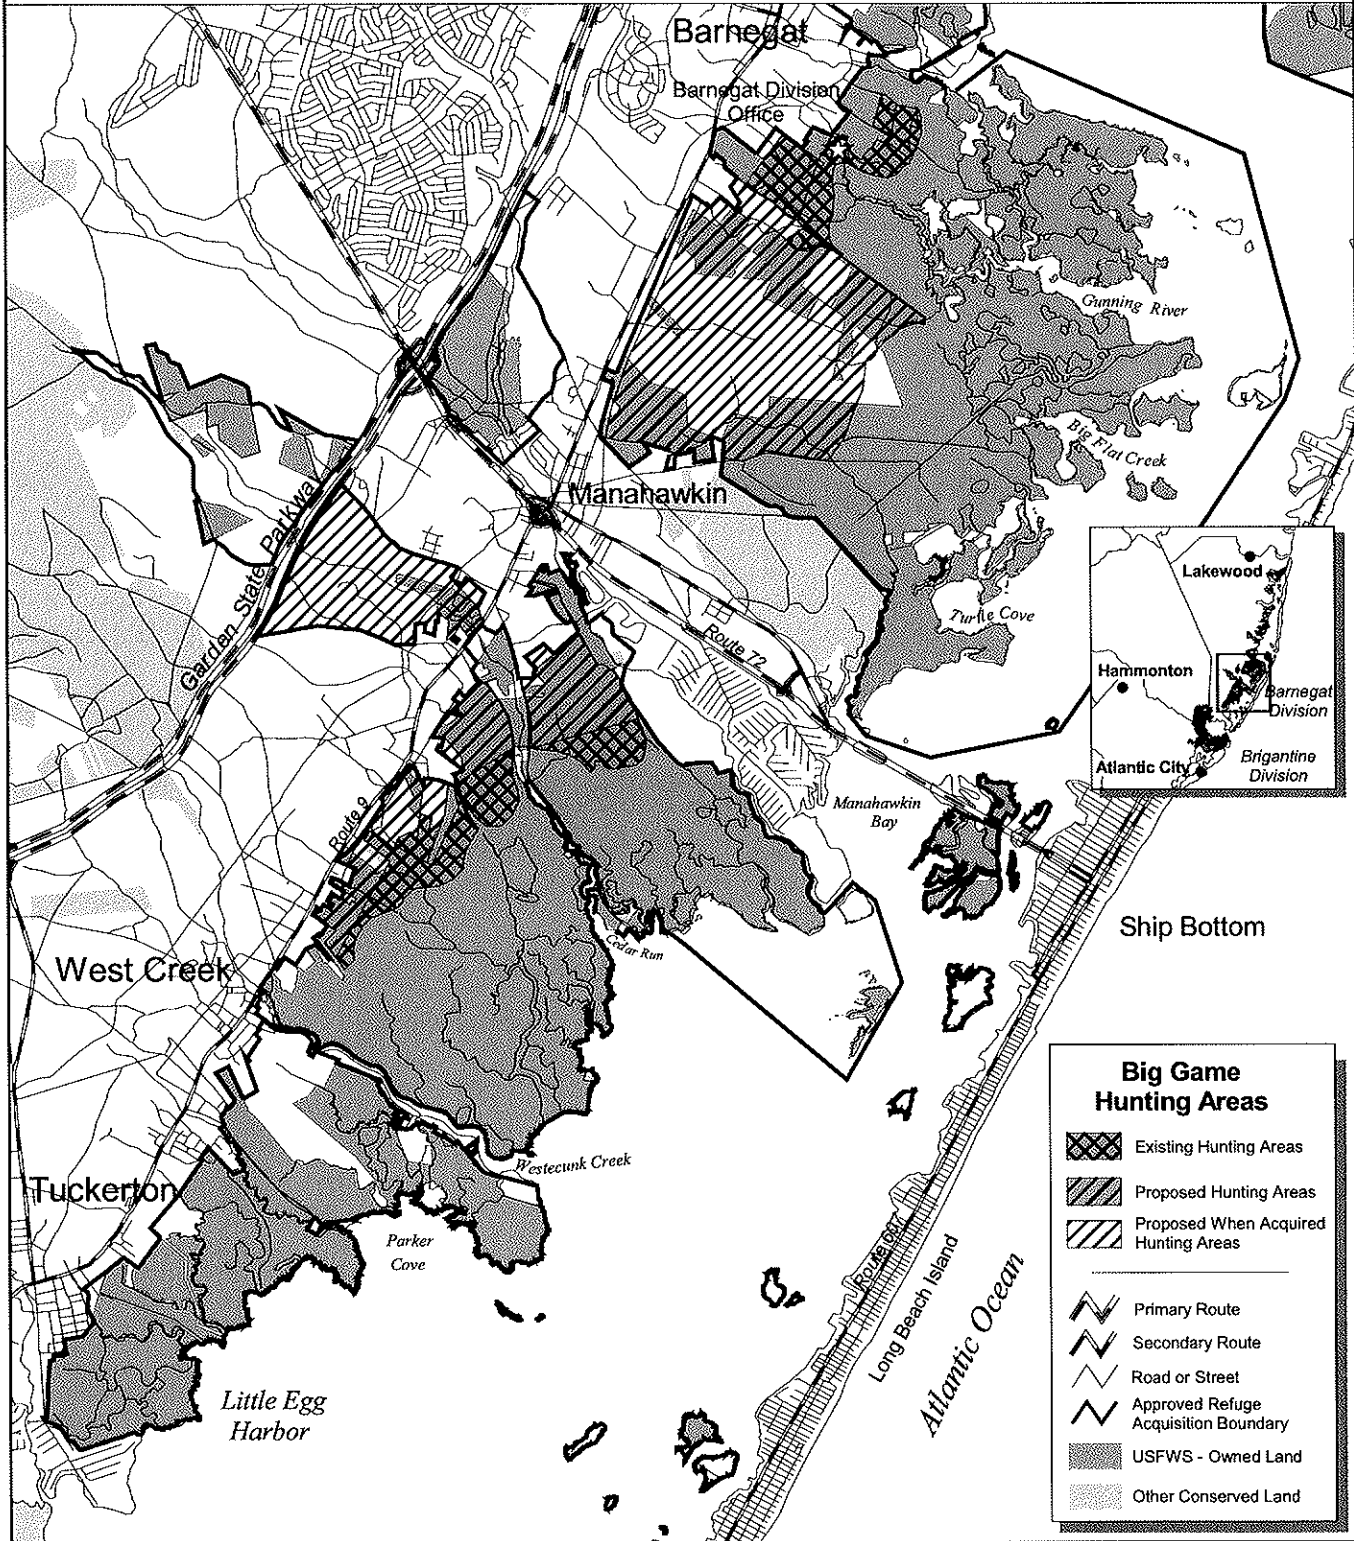 Barnegat
Barnegat Division
Office
Gunning River
Big Flat Creek
Manahawkin
Garden State Parkway
Turtle Cove
Route 72
Lakewood
Hammonton
Barnegat
Division
Atlantic City
Brigantine
Division
Manahawkin
Bay
Route 9
Ship Bottom
Cedar Run
West Creek
Westecunk Creek
Tuckerton
Parker
Cove
Little Egg
Harbor
Long Beach Island
Atlantic Ocean
Big Game
Hunting Areas
Existing Hunting Areas
Proposed Hunting Areas
Proposed When Acquired
Hunting Areas
Primary Route
Secondary Route
Road or Street
Approved Refuge
Acquisition Boundary
USFWS - Owned Land
Other Conserved Land